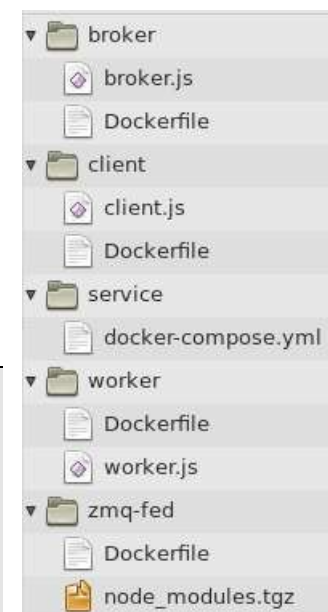 broker
broker.js
Dockerfile
client
client.js
Dockerfile
service
docker-compose.yml
worker
Dockerfile
worker.js
zmq-fed
Dockerfile
node_modules.tgz